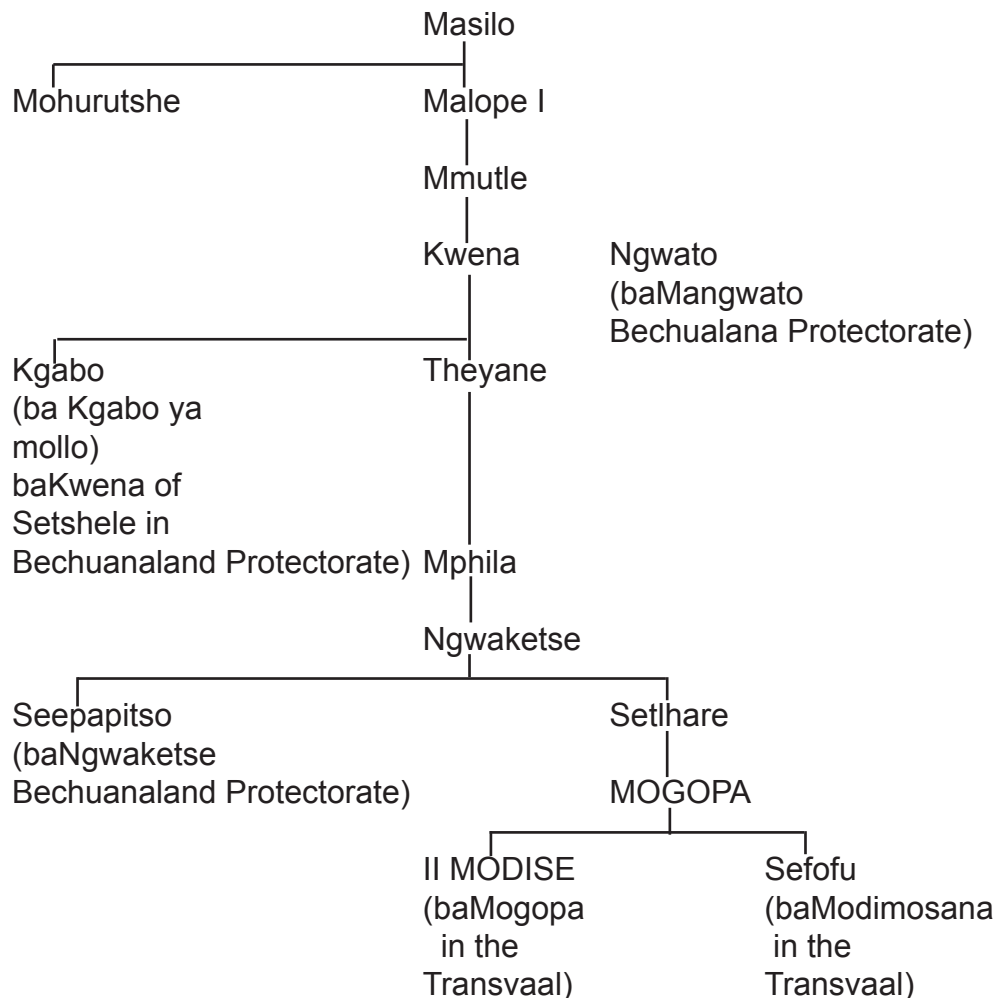 Masilo
Mohurutshe
Malope I
Mmutle
Kwena
Ngwato
(baMangwato
Bechualana Protectorate)
Kgabo
(ba Kgabo ya
mollo)
baKwena of
Setshele in
Bechuanaland Protectorate)
Theyane
Mphila
Ngwaketse
Seepapitso
(baNgwaketse
Bechuanaland Protectorate)
Setlhare
MOGOPA
II MODISE
(baMogopa
in the
Transvaal)
Sefofu
(baModimosana
in the
Transvaal)